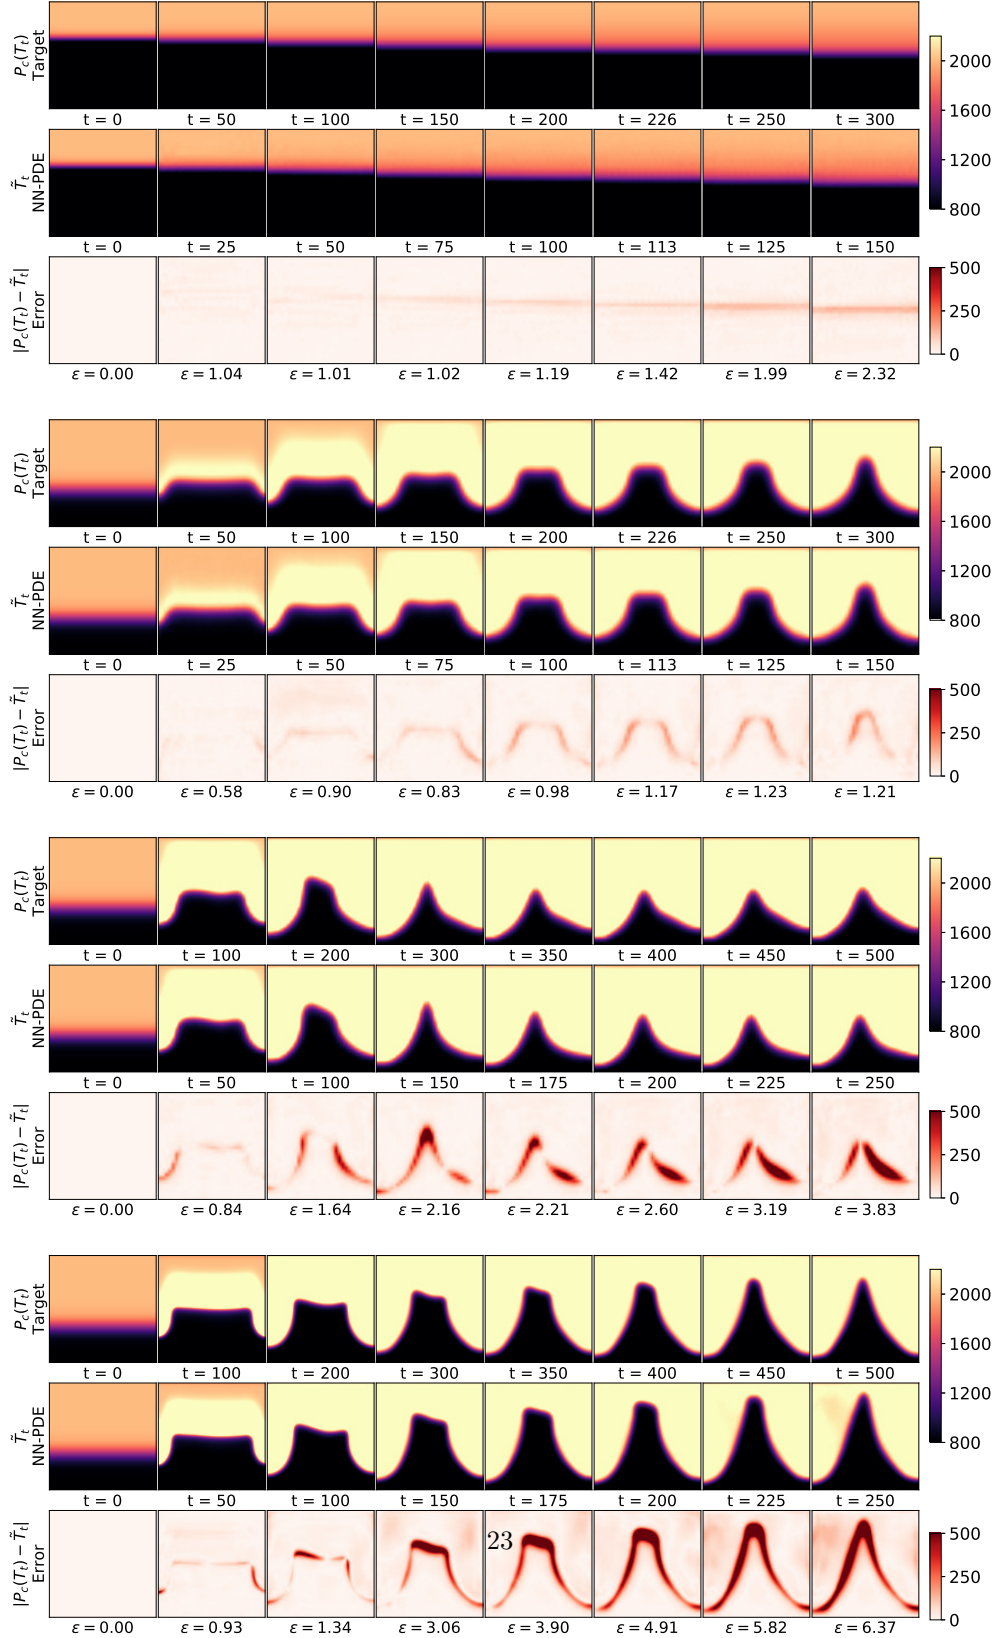 P_c(T_t)
Target
2000
1600
1200
800
t = 0 t = 50 t = 100 t = 150 t = 200 t = 226 t = 250 t = 300
T̃_t
NN-PDE
t = 0 t = 25 t = 50 t = 75 t = 100 t = 113 t = 125 t = 150
|P_c(T_t) − T̃_t|
Error
500
250
0
ε = 0.00 ε = 1.04 ε = 1.01 ε = 1.02 ε = 1.19 ε = 1.42 ε = 1.99 ε = 2.32
P_c(T_t)
Target
2000
1600
1200
800
t = 0 t = 50 t = 100 t = 150 t = 200 t = 226 t = 250 t = 300
T̃_t
NN-PDE
t = 0 t = 25 t = 50 t = 75 t = 100 t = 113 t = 125 t = 150
|P_c(T_t) − T̃_t|
Error
500
250
0
ε = 0.00 ε = 0.58 ε = 0.90 ε = 0.83 ε = 0.98 ε = 1.17 ε = 1.23 ε = 1.21
P_c(T_t)
Target
2000
1600
1200
800
t = 0 t = 100 t = 200 t = 300 t = 350 t = 400 t = 450 t = 500
T̃_t
NN-PDE
t = 0 t = 50 t = 100 t = 150 t = 175 t = 200 t = 225 t = 250
|P_c(T_t) − T̃_t|
Error
500
250
0
ε = 0.00 ε = 0.84 ε = 1.64 ε = 2.16 ε = 2.21 ε = 2.60 ε = 3.19 ε = 3.83
P_c(T_t)
Target
2000
1600
1200
800
t = 0 t = 100 t = 200 t = 300 t = 350 t = 400 t = 450 t = 500
T̃_t
NN-PDE
t = 0 t = 50 t = 100 t = 150 t = 175 t = 200 t = 225 t = 250
|P_c(T_t) − T̃_t|
Error
23
500
250
0
ε = 0.00 ε = 0.93 ε = 1.34 ε = 3.06 ε = 3.90 ε = 4.91 ε = 5.82 ε = 6.37